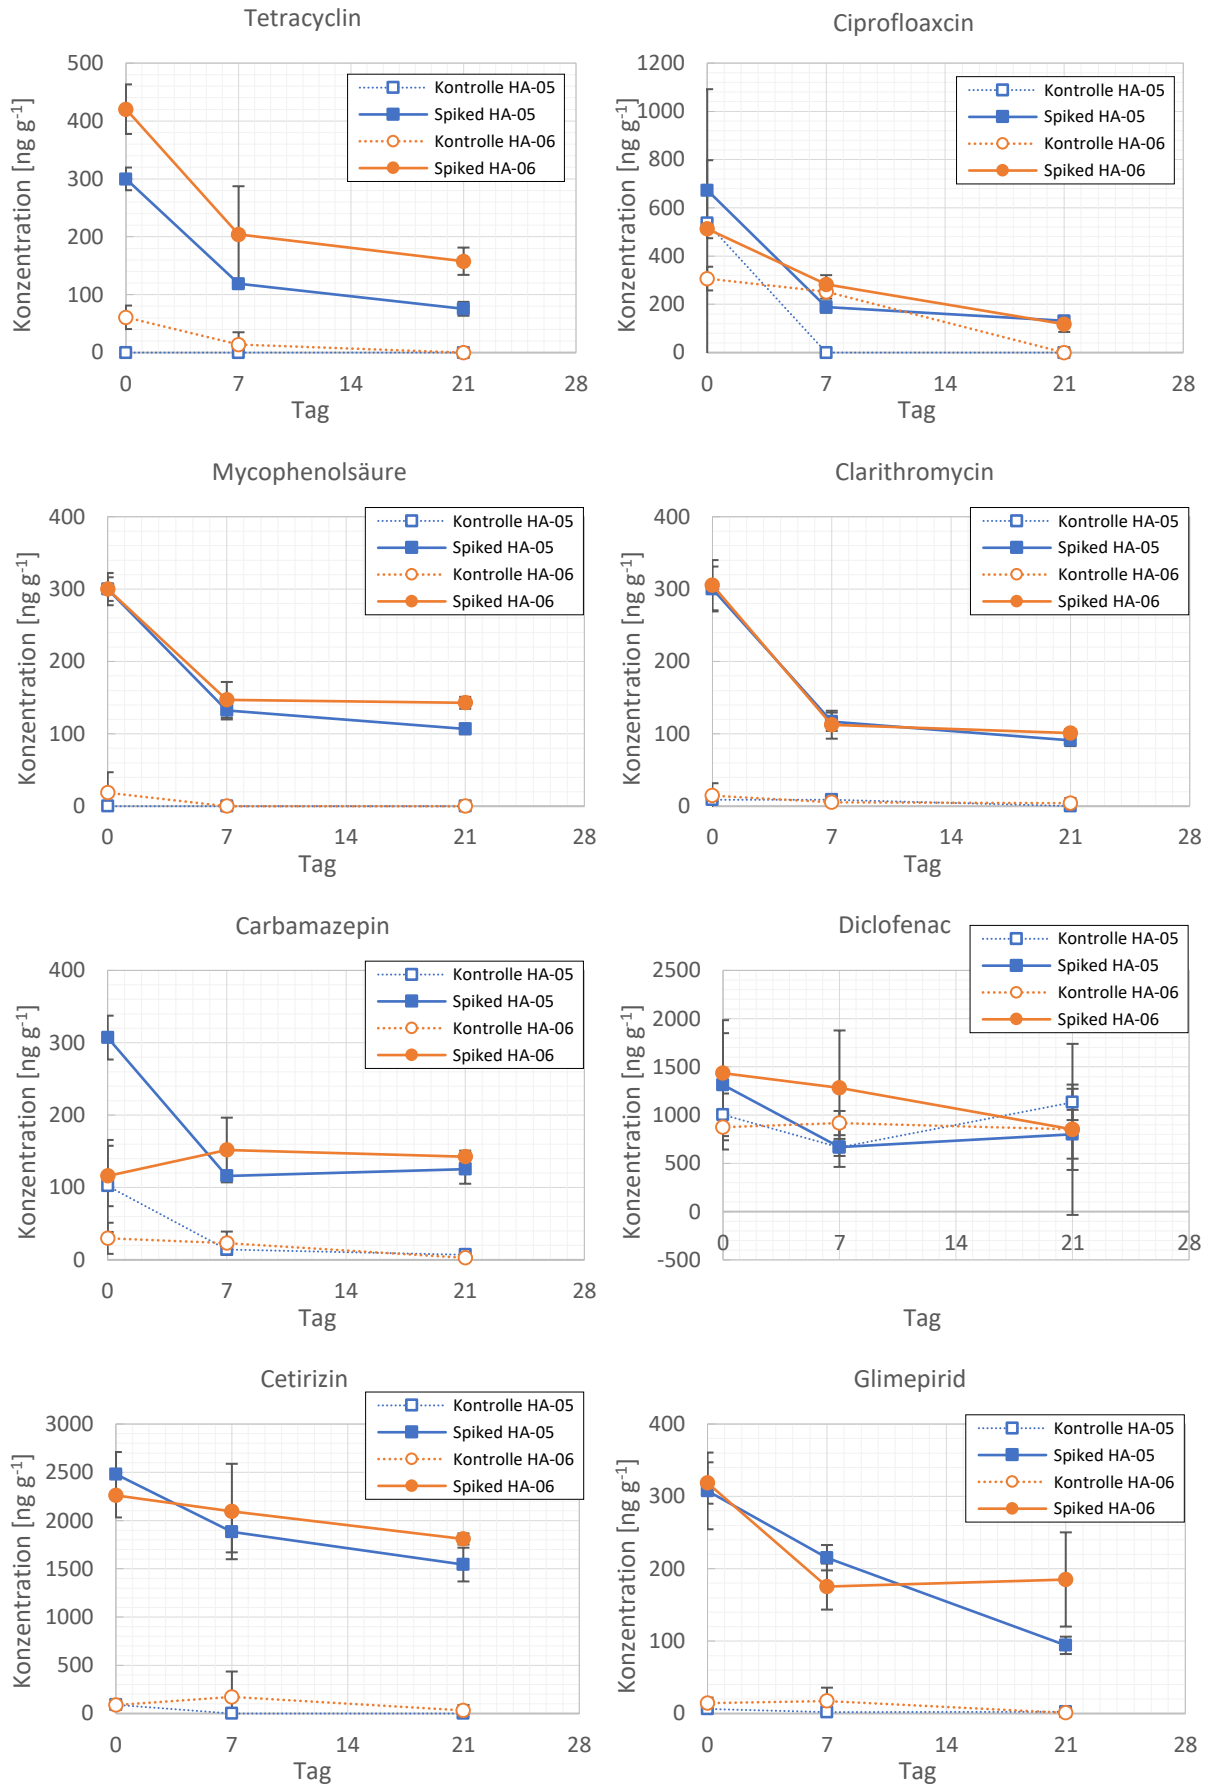 Tetracyclin
Konzentration [ng g⁻¹]
500
400
300
200
100
0
0 7 14 21 28
Tag
Kontrolle HA-05
Spiked HA-05
Kontrolle HA-06
Spiked HA-06
Ciprofloaxcin
Konzentration [ng g⁻¹]
1200
1000
800
600
400
200
0
0 7 14 21 28
Tag
Kontrolle HA-05
Spiked HA-05
Kontrolle HA-06
Spiked HA-06
Mycophenolsäure
Konzentration [ng g⁻¹]
400
300
200
100
0
0 7 14 21 28
Tag
Kontrolle HA-05
Spiked HA-05
Kontrolle HA-06
Spiked HA-06
Clarithromycin
Konzentration [ng g⁻¹]
400
300
200
100
0
0 7 14 21 28
Tag
Kontrolle HA-05
Spiked HA-05
Kontrolle HA-06
Spiked HA-06
Carbamazepin
Konzentration [ng g⁻¹]
400
300
200
100
0
0 7 14 21 28
Tag
Kontrolle HA-05
Spiked HA-05
Kontrolle HA-06
Spiked HA-06
Diclofenac
Konzentration [ng g⁻¹]
2500
2000
1500
1000
500
0
-500
0 7 14 21 28
Tag
Kontrolle HA-05
Spiked HA-05
Kontrolle HA-06
Spiked HA-06
Cetirizin
Konzentration [ng g⁻¹]
3000
2500
2000
1500
1000
500
0
0 7 14 21 28
Tag
Kontrolle HA-05
Spiked HA-05
Kontrolle HA-06
Spiked HA-06
Glimepirid
Konzentration [ng g⁻¹]
400
300
200
100
0
0 7 14 21 28
Tag
Kontrolle HA-05
Spiked HA-05
Kontrolle HA-06
Spiked HA-06